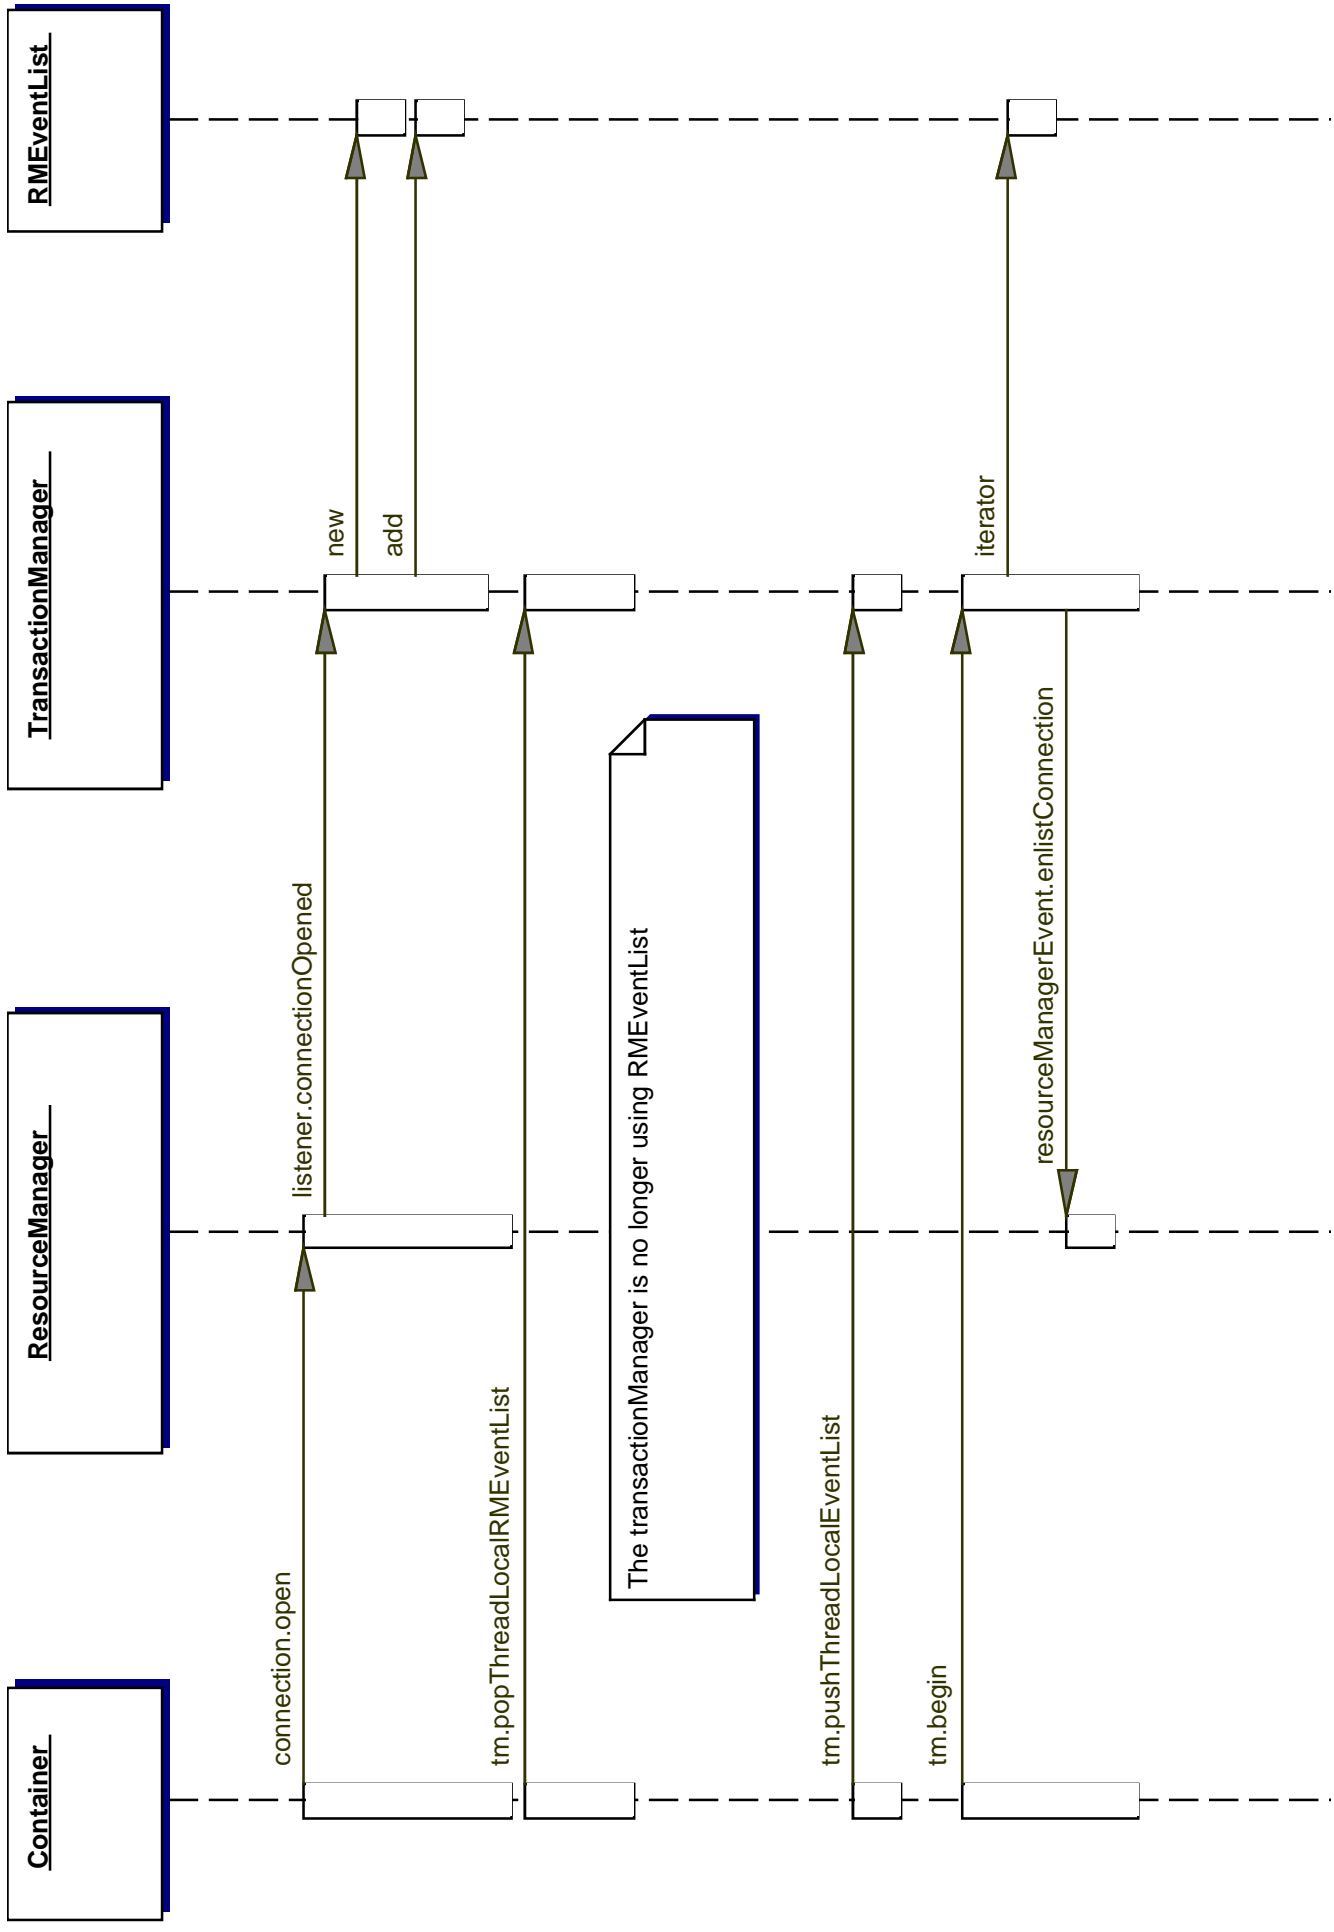 Container
ResourceManager
TransactionManager
RMEventList
connection.open
listener.connectionOpened
new
add
tm.popThreadLocalRMEventList
The transactionManager is no longer using RMEventList
tm.pushThreadLocalEventList
tm.begin
iterator
resourceManagerEvent.enlistConnection